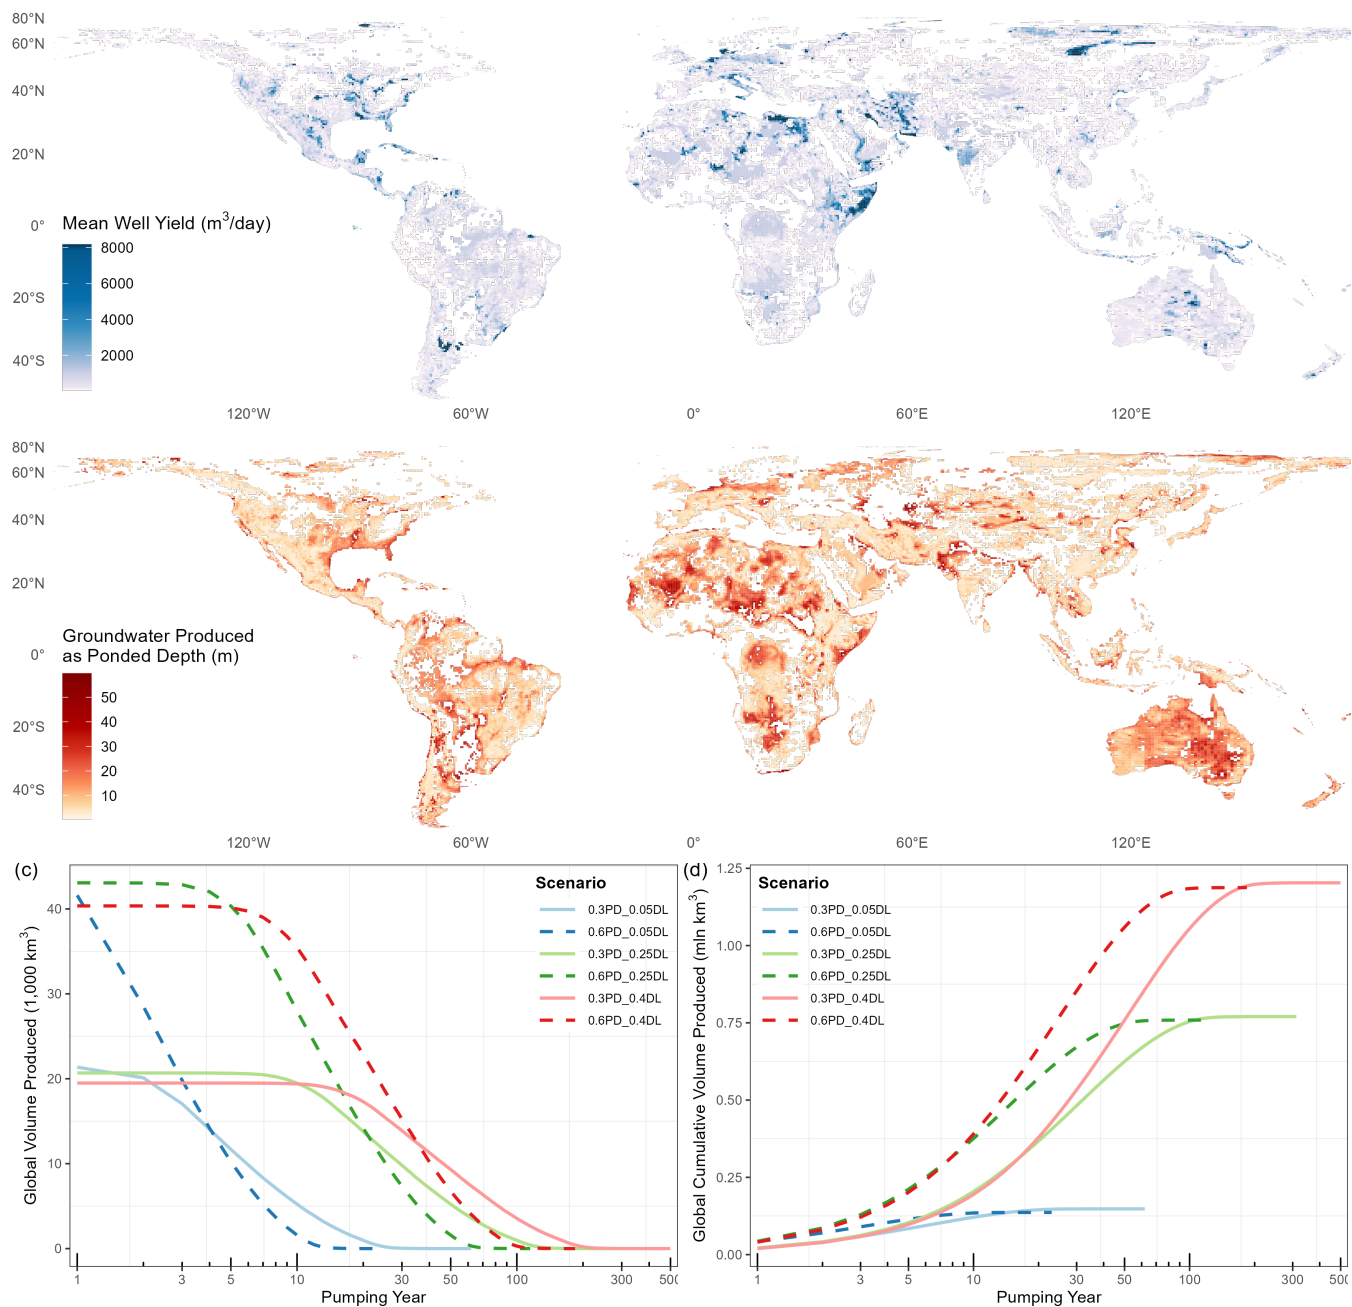 80°N
60°N
40°N
20°N
0°
20°S
40°S
Mean Well Yield (m3/day)
8000
6000
4000
2000
120°W 60°W 0° 60°E 120°E
80°N
60°N
40°N
20°N
0°
20°S
40°S
Groundwater Produced
as Ponded Depth (m)
50
40
30
20
10
120°W 60°W 0° 60°E 120°E
(c)
Global Volume Produced (1,000 km3)
40
30
20
10
0
Scenario
0.3PD_0.05DL
0.6PD_0.05DL
0.3PD_0.25DL
0.6PD_0.25DL
0.3PD_0.4DL
0.6PD_0.4DL
1 3 5 10 30 50 100 300 500
Pumping Year
(d)
Global Cumulative Volume Produced (mln km3)
1.25
1.00
0.75
0.50
0.25
0.00
Scenario
0.3PD_0.05DL
0.6PD_0.05DL
0.3PD_0.25DL
0.6PD_0.25DL
0.3PD_0.4DL
0.6PD_0.4DL
1 3 5 10 30 50 100 300 500
Pumping Year